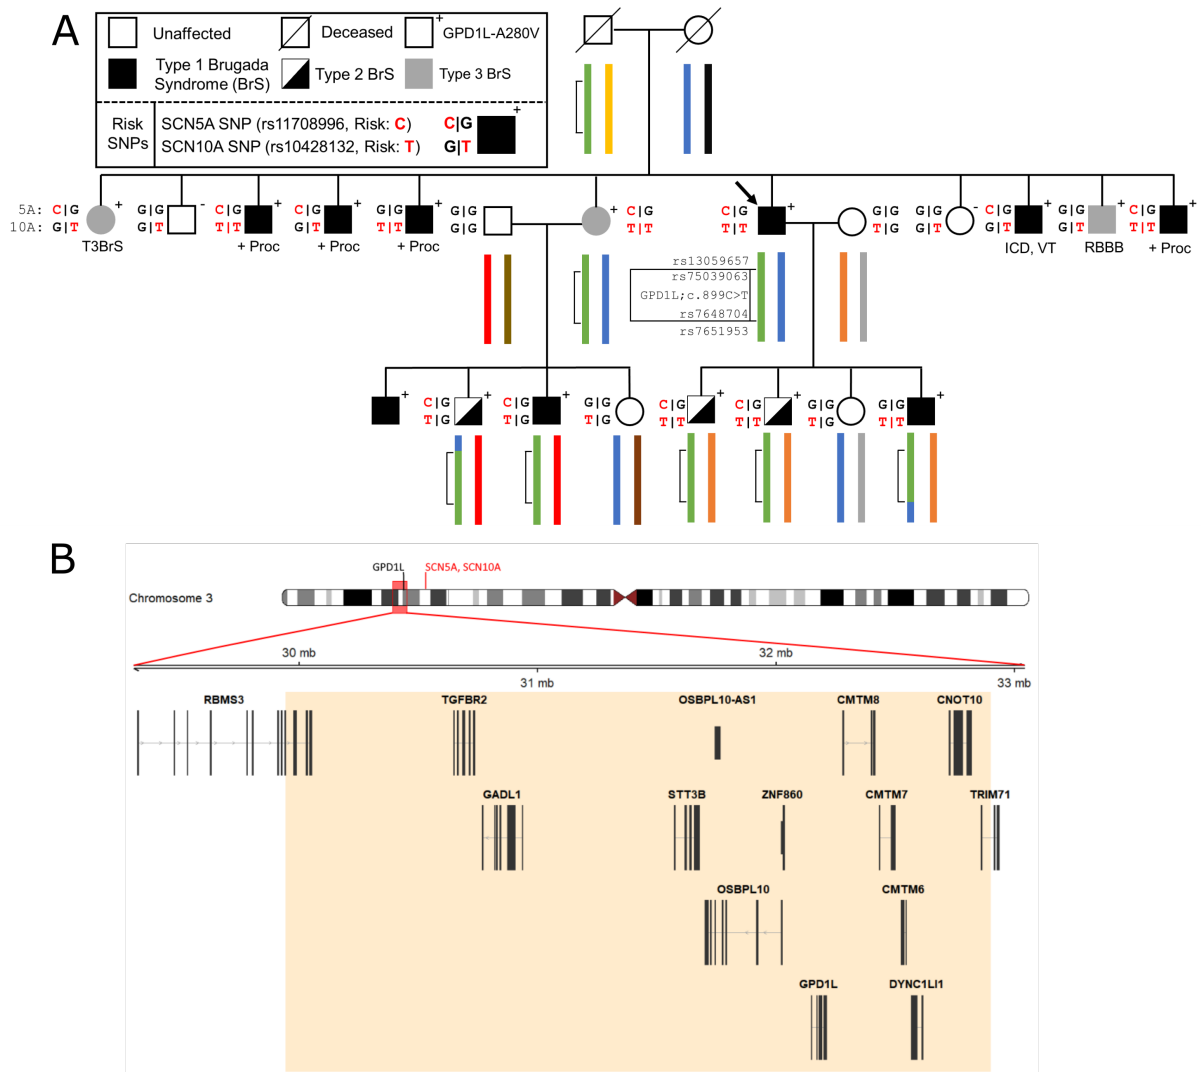 A
Unaffected
Deceased
+
GPD1L-A280V
Type 1 Brugada
Syndrome (BrS)
Type 2 BrS
Type 3 BrS
Risk
SNPs
SCN5A SNP (rs11708996, Risk: C)
C|G
+
SCN10A SNP (rs10428132, Risk: T)
G|T
5A: C|G + G|G - C|G + C|G + G|G + G|G + C|G C|G + G|G G|G - C|G + G|G + C|G +
10A: G|T G|T T|T G|T T|T G|G T|T T|T T|G G|T G|T G|T T|T
T3BrS
+ Proc
+ Proc
+ Proc
ICD, VT
RBBB
+ Proc
rs13059657
rs75039063
GPD1L;c.899C>T
rs7648704
rs7651953
+ C|G + C|G + G|G C|G + C|G + G|G G|G +
T|G T|G T|G T|T T|T T|G T|T
B
GPD1L
SCN5A, SCN10A
Chromosome 3
30 mb
32 mb
31 mb
33 mb
RBMS3
TGFBR2
OSBPL10-AS1
CMTM8
CNOT10
GADL1
STT3B
ZNF860
CMTM7
TRIM71
OSBPL10
CMTM6
GPD1L
DYNC1LI1